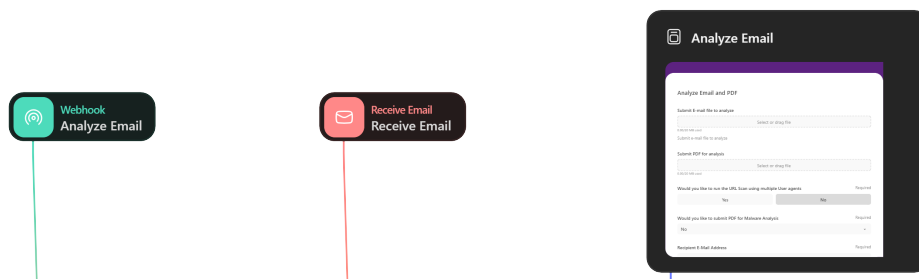 Webhook
Analyze Email
Receive Email
Receive Email
Analyze Email
Analyze Email and PDF
Submit E-mail file to analyze
Select or drag file
Submit e-mail file to analyze
Submit PDF for analysis
Select or drag file
Would you like to run the URL Scan using multiple User agents
Required
Yes
No
Would you like to submit PDF for Malware Analysis
Required
No
Recipient E-Mail Address
Required